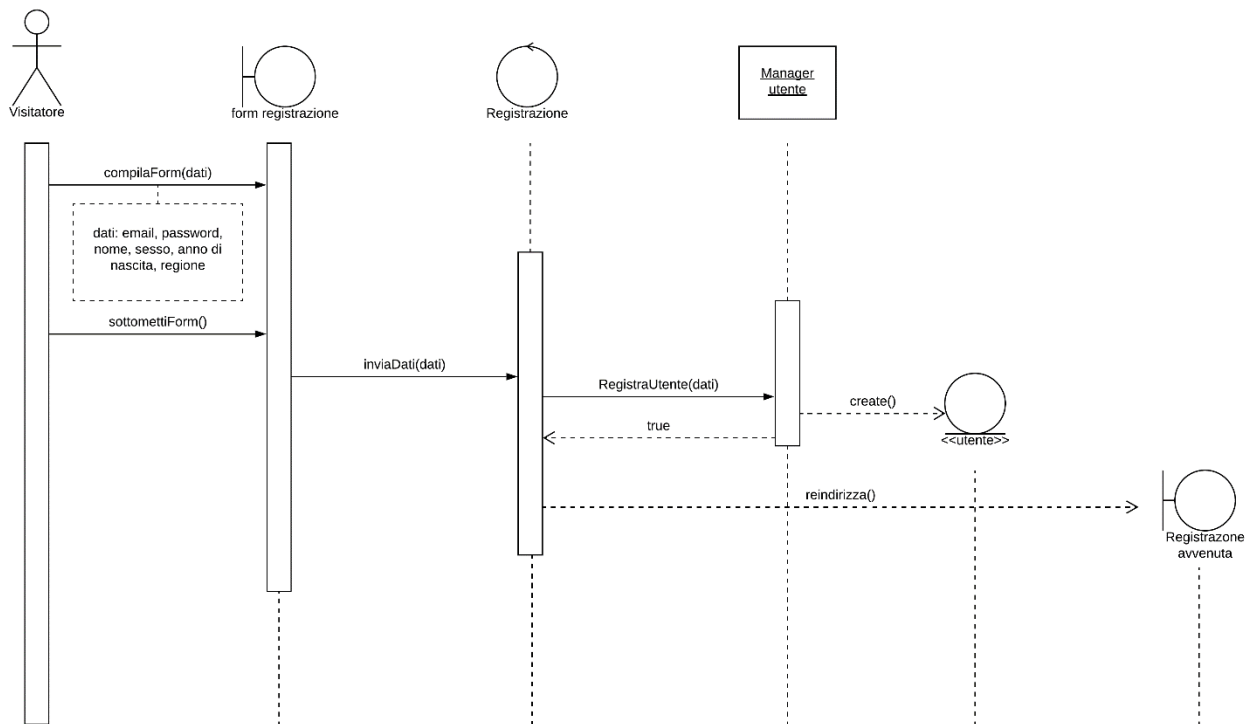 Visitatore
form registrazione
Registrazione
Manager
utente
compilaForm(dati)
dati: email, password,
nome, sesso, anno di
nascita, regione
sottomettiForm()
inviaDati(dati)
RegistraUtente(dati)
create()
true
<<utente>>
reindirizza()
Registrazone
avvenuta